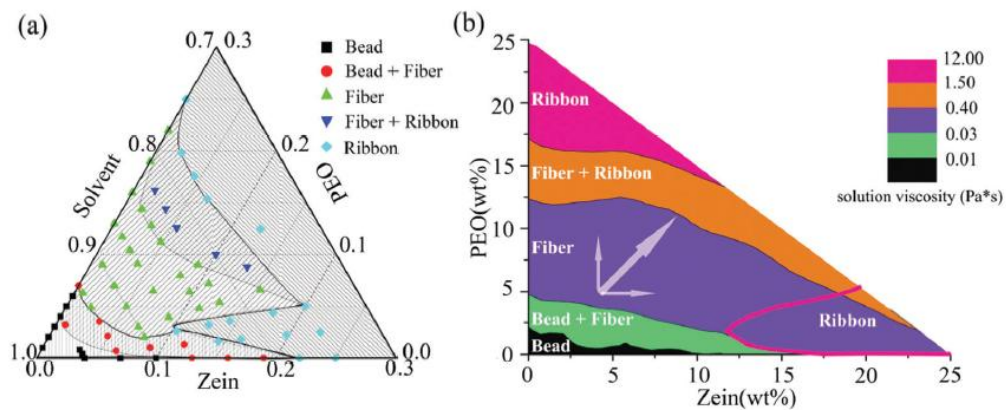 (a)
0.7 0.3
Bead
Bead + Fiber
Fiber
Fiber + Ribbon
Ribbon
0.8
0.2
Solvent
PEO
0.9
0.1
1.0
0.0
0.0
0.1
0.2
0.3
Zein
(b)
25
20
15
10
5
0
PEO(wt%)
Ribbon
Fiber + Ribbon
Fiber
Bead + Fiber
Bead
Ribbon
0 5 10 15 20 25
Zein(wt%)
12.00
1.50
0.40
0.03
0.01
solution viscosity (Pa*s)